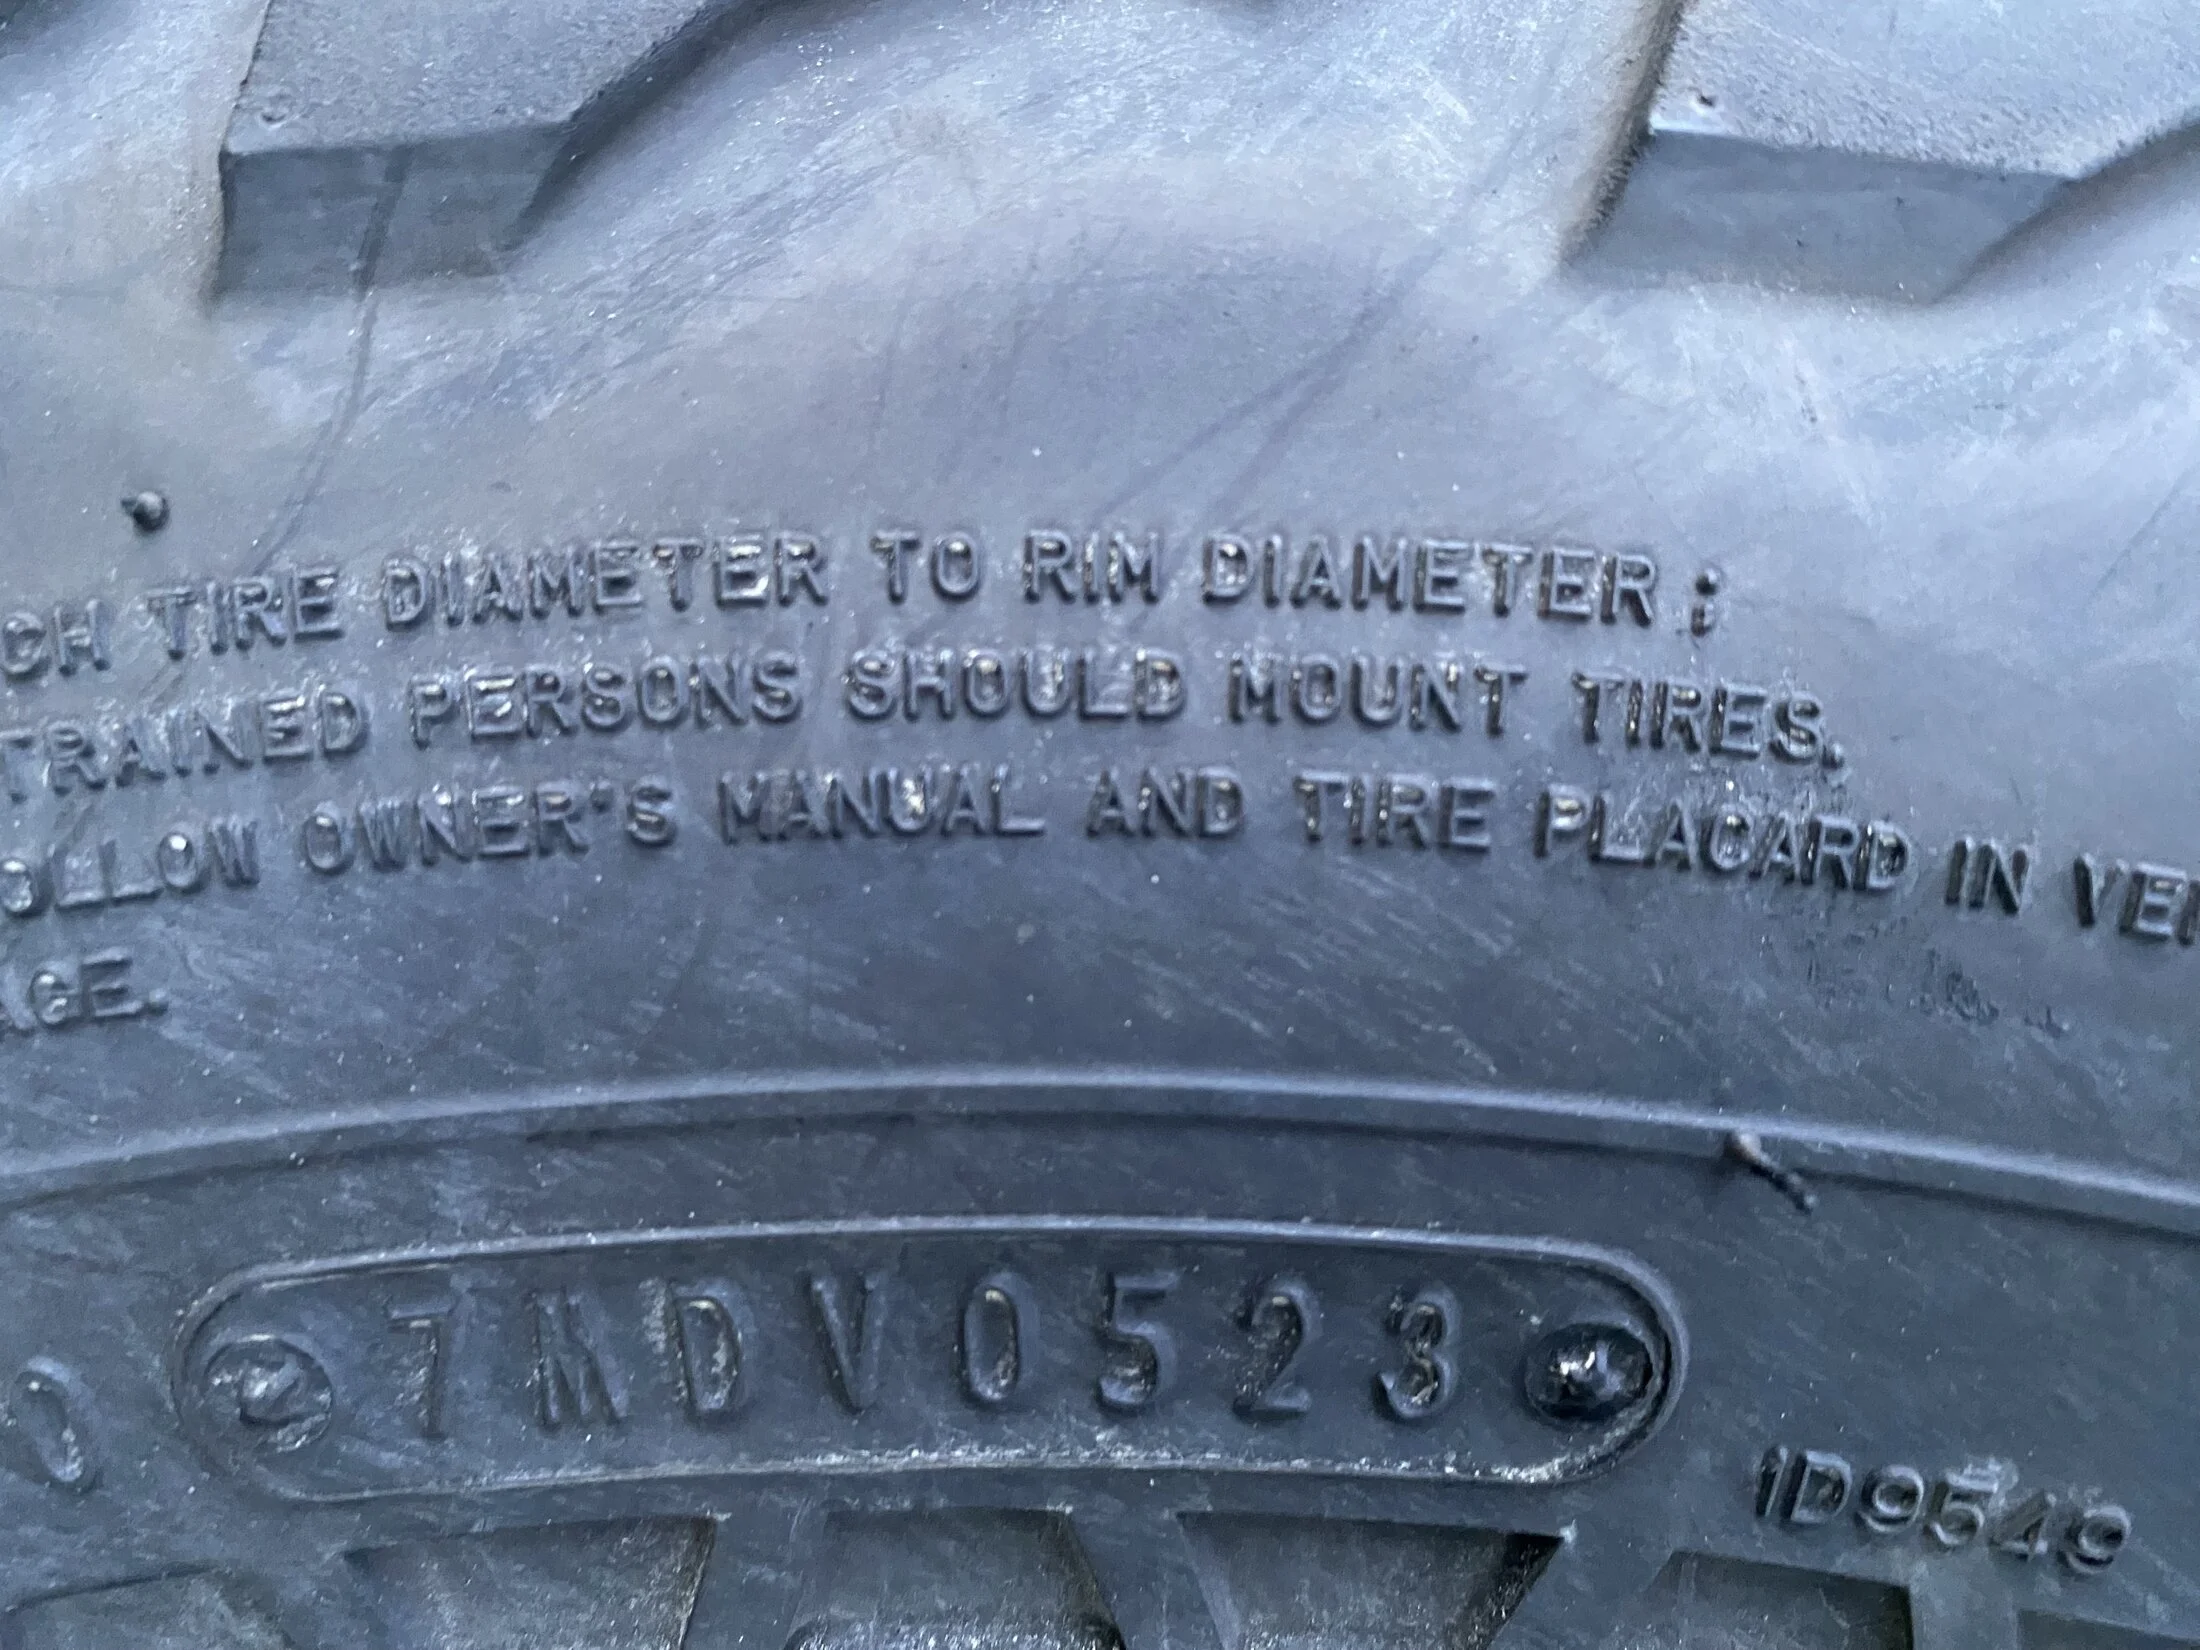 CH TIRE DIAMETER TO RIM DIAMETER ;
TRAINED PERSONS SHOULD MOUNT TIRES.
OLLOW OWNER'S MANUAL AND TIRE PLACARD IN VE
AGE.
7MDV0523
1D9549